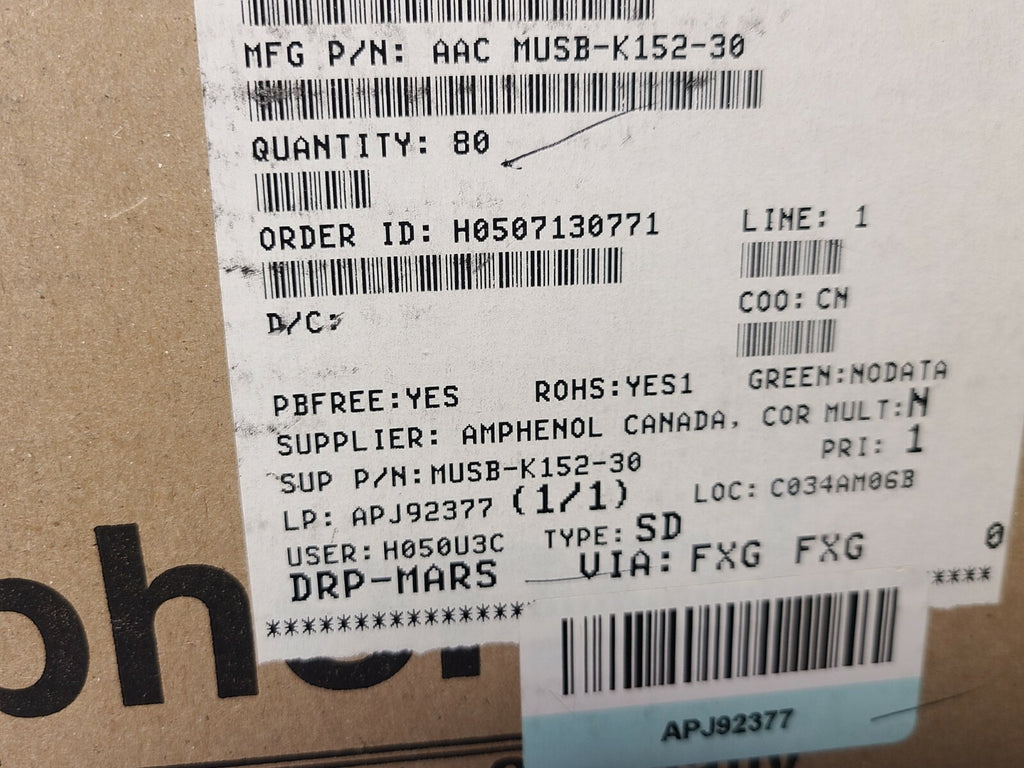 MFG P/N: AAC MUSB-K152-30
QUANTITY: 80
ORDER ID: H0507130771 LINE: 1
D/C: COO: CN
PBFREE:YES ROHS:YES1 GREEN:NODATA
SUPPLIER: AMPHENOL CANADA, COR MULT:N
SUP P/N:MUSB-K152-30 PRI: 1
LP: APJ92377 (1/1) LOC: C034AM06B
USER:H050U3C TYPE: SD
DRP-MARS VIA: FXG FXG 0
****************** ****
APJ92377